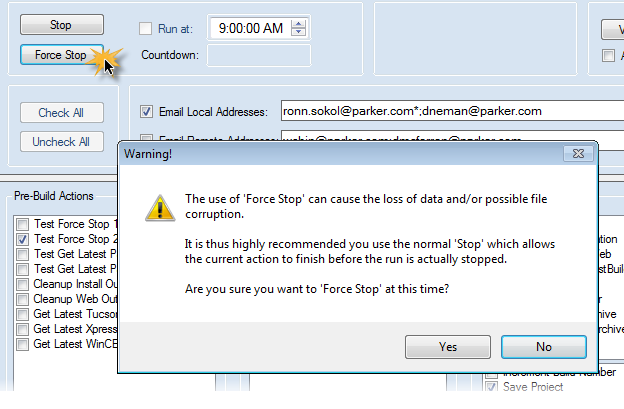 Stop
Run at:
9:00:00 AM
Force Stop
Countdown:
Check All
Email Local Addresses:
ronn.sokol@parker.com*;dneman@parker.com
Uncheck All
Email Remote Addresses:
Warning!
The use of 'Force Stop' can cause the loss of data and/or possible file
corruption.
It is thus highly recommended you use the normal 'Stop' which allows
the current action to finish before the run is actually stopped.
Are you sure you want to 'Force Stop' at this time?
Yes
No
Pre-Build Actions
Test Force Stop 1
Test Force Stop 2
Test Get Latest P
Cleanup Install Ou
Cleanup Web Out
Get Latest Tucson
Get Latest Xpress
Get Latest WinCE
Increment Build Number
Save Project